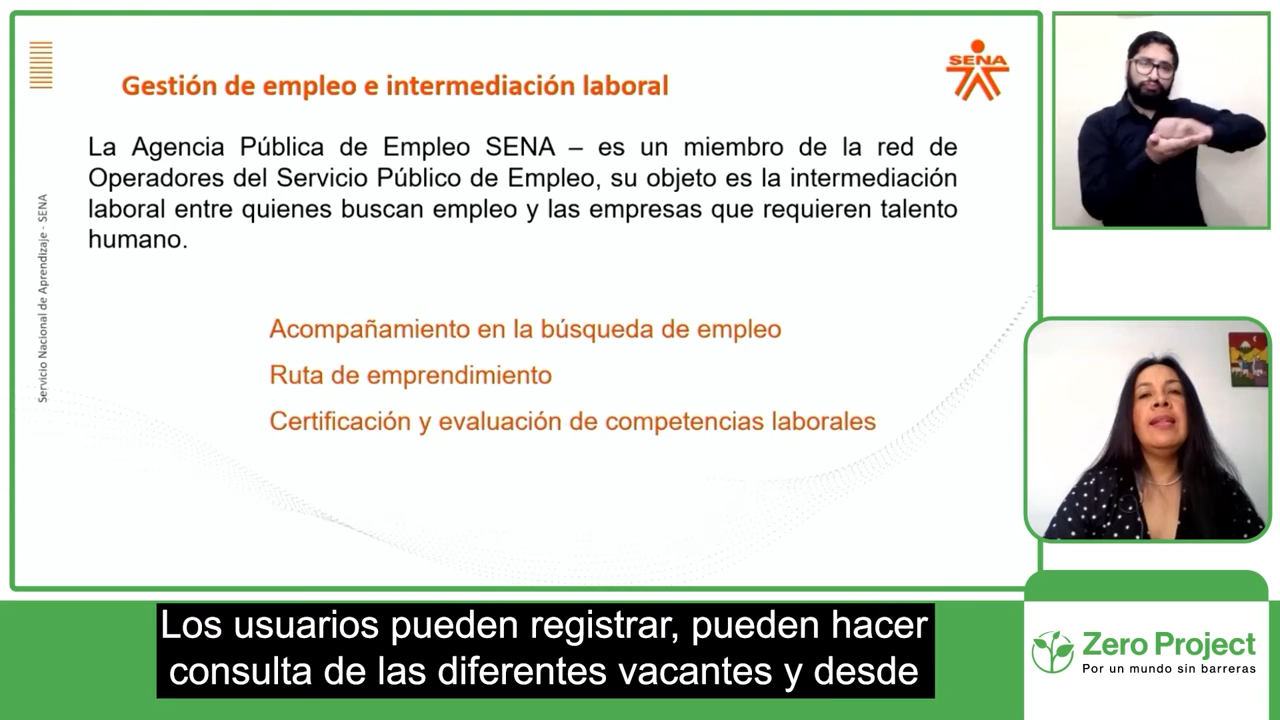 Gestión de empleo e intermediación laboral
SENA
La Agencia Pública de Empleo SENA – es un miembro de la red de
Operadores del Servicio Público de Empleo, su objeto es la intermediación
laboral entre quienes buscan empleo y las empresas que requieren talento
humano.
Servicio Nacional de Aprendizaje - SENA
Acompañamiento en la búsqueda de empleo
Ruta de emprendimiento
Certificación y evaluación de competencias laborales
Los usuarios pueden registrar, pueden hacer
consulta de las diferentes vacantes y desde
Zero Project
Por un mundo sin barreras